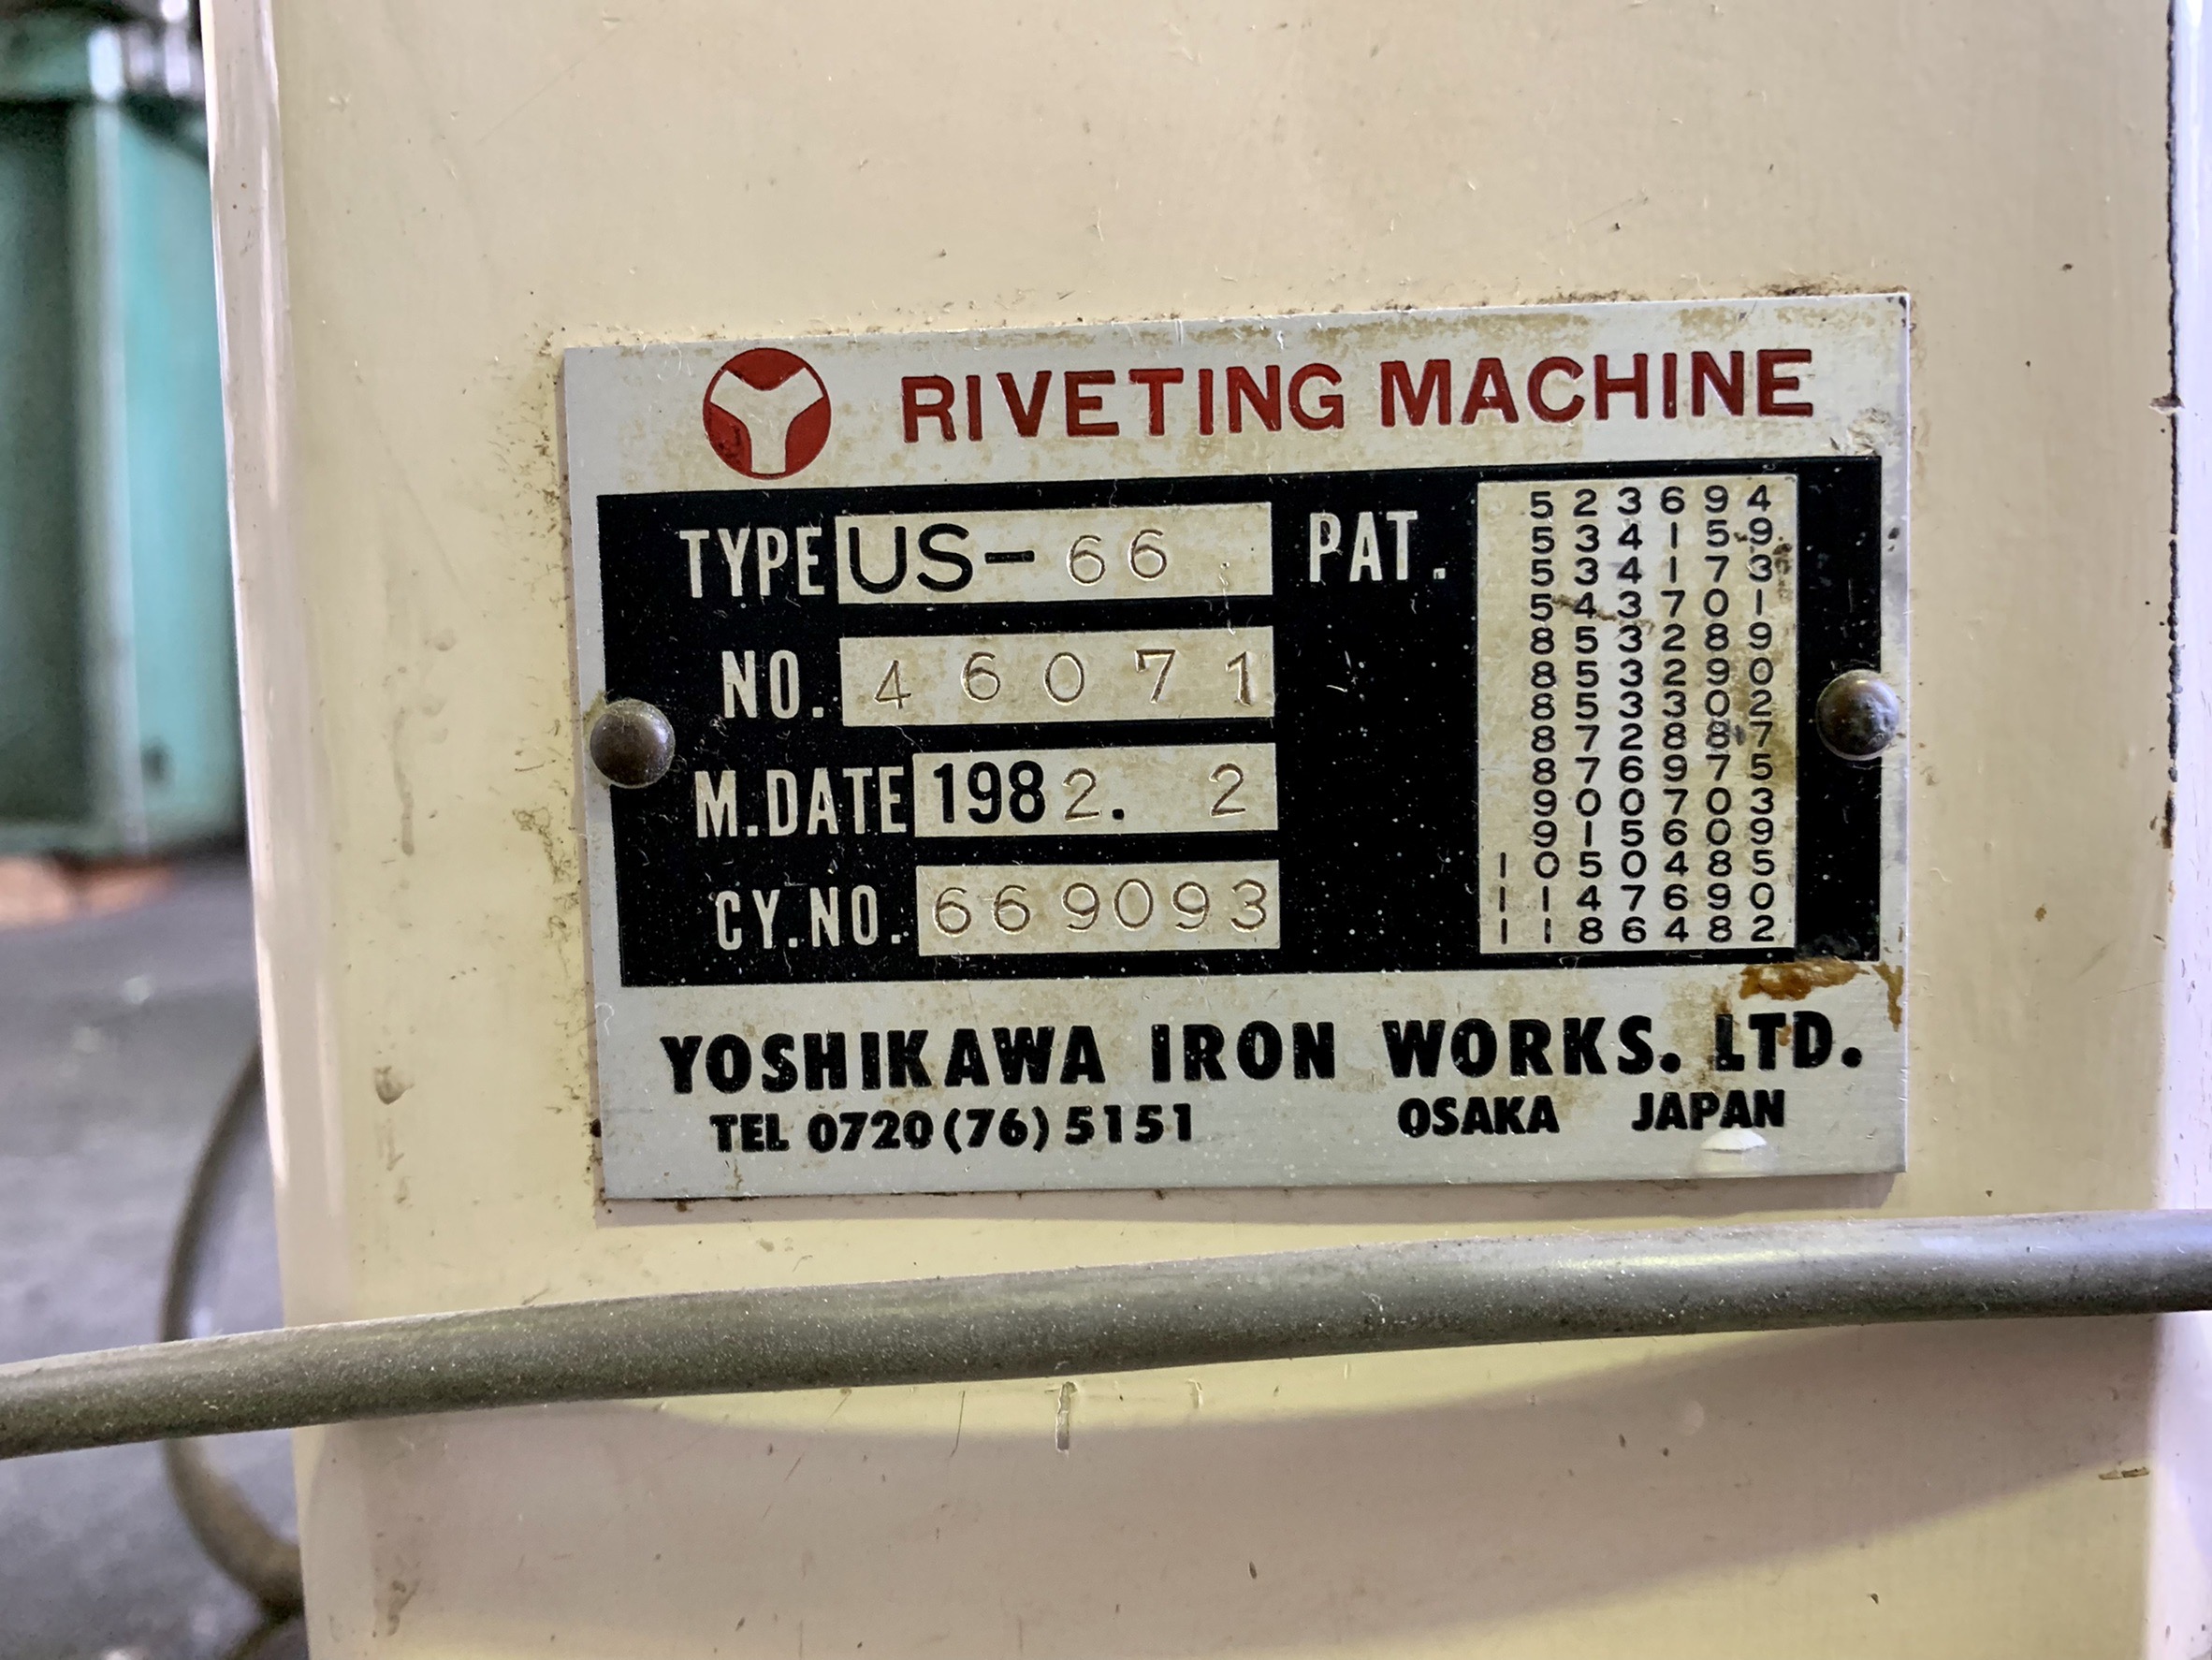 RIVETING MACHINE
TYPE US-66
NO. 46071
M.DATE 1982. 2
CY.NO. 669093
PAT.
523694
534159
534173
543701
853289
853290
853302
872887
876975
900703
915609
1050485
1147690
1186482
YOSHIKAWA IRON WORKS. LTD.
TEL 0720(76)5151 OSAKA JAPAN